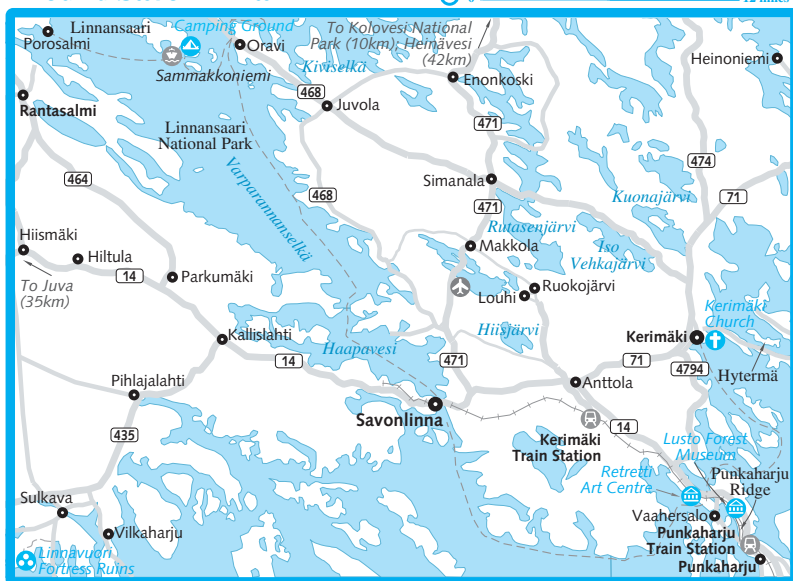 Linnansaari
Porosalmi
Camping Ground
Oravi
Sammakkoniemi
To Kolovesi National
Park (10km); Heinävesi
(42km)
Kiviselkä
Enonkoski
Heinoniemi
Rantasalmi
468
Juvola
Linnansaari
National Park
471
474
464
Simanala
468
471
Kuonajärvi
71
Varparannanselkä
Rutasenjärvi
Hiismäki
Hiltula
14
Parkumäki
Makkola
Iso
Vehkajärvi
To Juva
(35km)
Louhi
Ruokojärvi
Kerimäki
Church
Kallislahti
Haapavesi
Hiisjärvi
Kerimäki
14
471
71
4794
Hytermä
Pihlajalahti
Anttola
Savonlinna
435
14
Kerimäki
Train Station
Lusto Forest
Museum
Retretti
Art Centre
Punkaharju
Ridge
Sulkava
Vilkaharju
Vaahersalo
Punkaharju
Train Station
Punkaharju
Linnavuori
Fortress Ruins